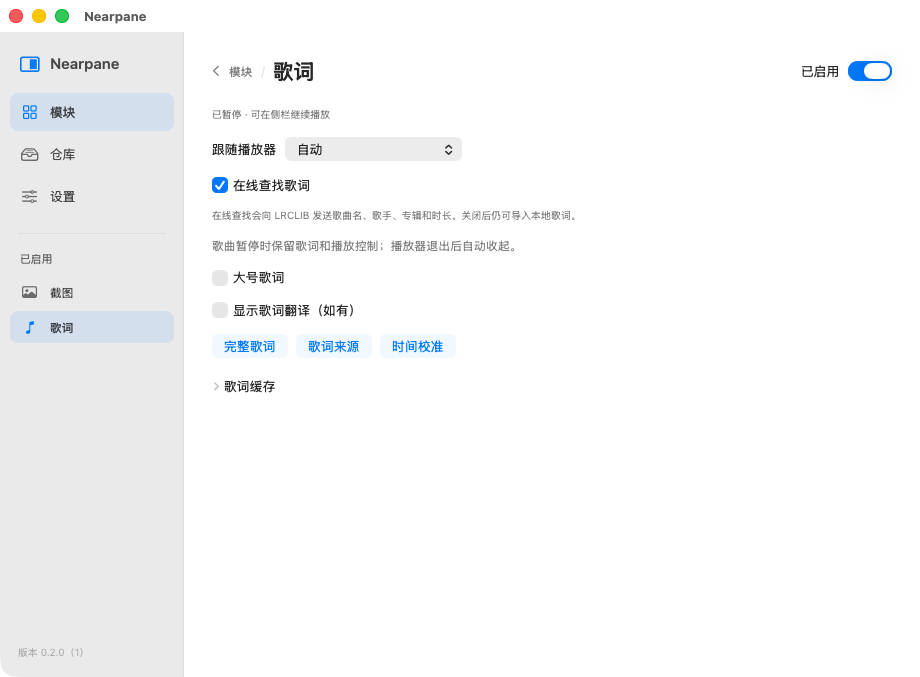 Nearpane
Nearpane
模块
仓库
设置
已启用
截图
歌词
版本 0.2.0（1）
模块 / 歌词
已启用
已暂停 · 可在侧栏继续播放
跟随播放器 自动
在线查找歌词
在线查找会向 LRCLIB 发送歌曲名、歌手、专辑和时长。关闭后仍可导入本地歌词。
歌曲暂停时保留歌词和播放控制；播放器退出后自动收起。
大号歌词
显示歌词翻译（如有）
完整歌词 歌词来源 时间校准
歌词缓存